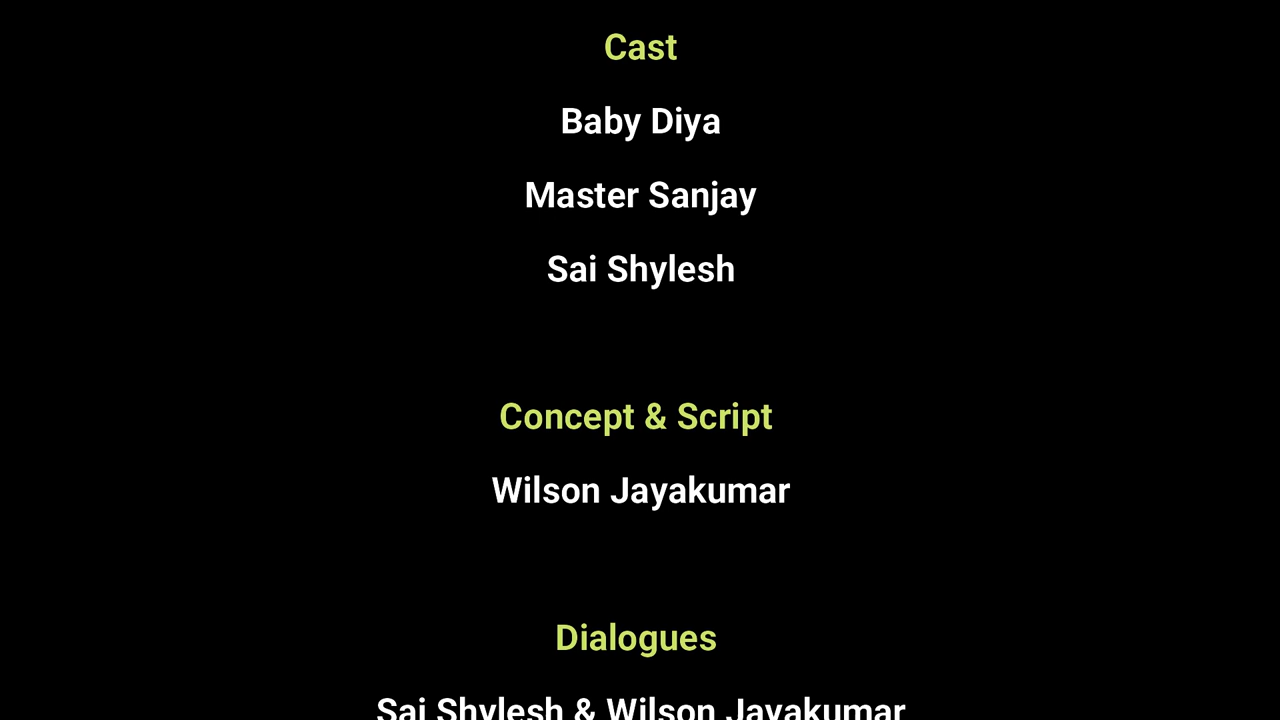 Cast
Baby Diya
Master Sanjay
Sai Shylesh
Concept & Script
Wilson Jayakumar
Dialogues
Sai Shylesh & Wilson Jayakumar